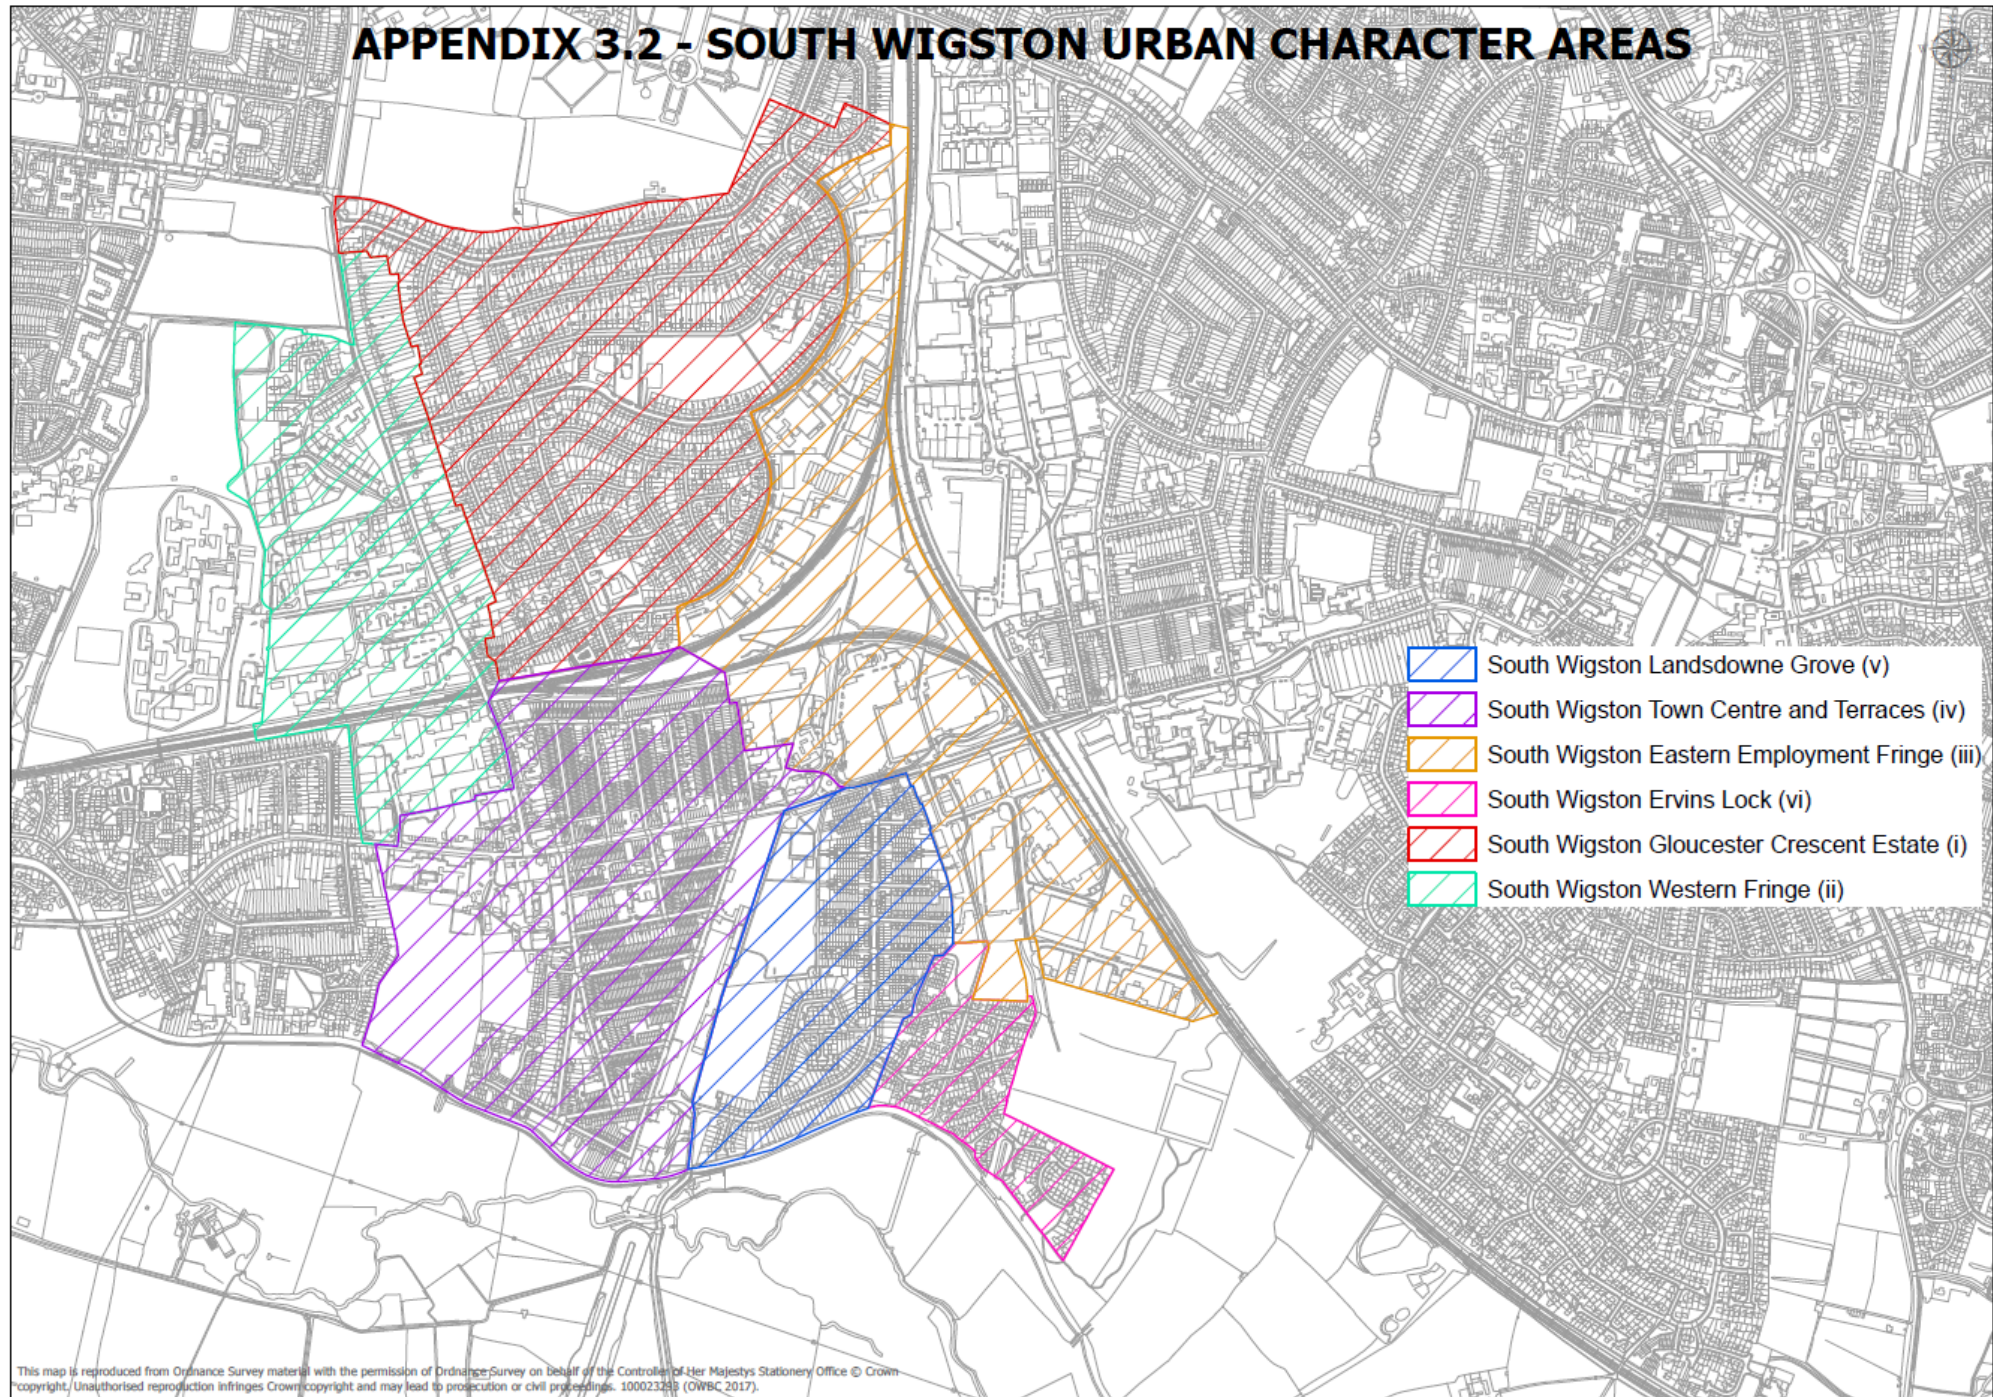 APPENDIX 3.2 - SOUTH WIGSTON URBAN CHARACTER AREAS
South Wigston Landsdowne Grove (v)
South Wigston Town Centre and Terraces (iv)
South Wigston Eastern Employment Fringe (iii)
South Wigston Ervins Lock (vi)
South Wigston Gloucester Crescent Estate (i)
South Wigston Western Fringe (ii)
This map is reproduced from Ordnance Survey material with the permission of Ordnance Survey on behalf of the Controller of Her Majestys Stationery Office © Crown
copyright. Unauthorised reproduction infringes Crown copyright and may lead to prosecution or civil proceedings. 100023293 (OWBC 2017).